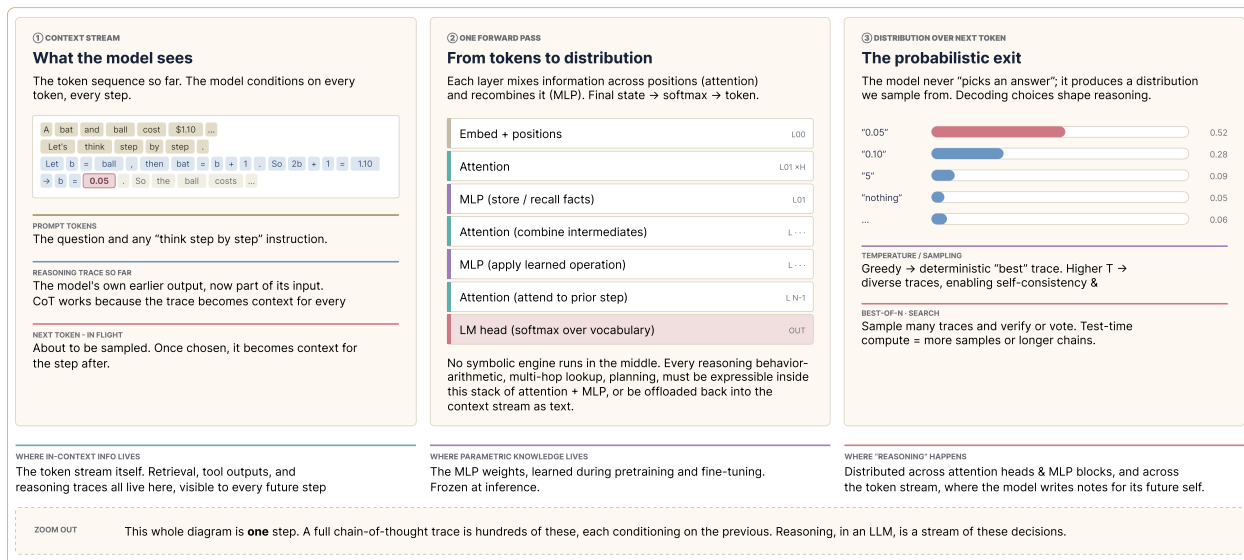 ① CONTEXT STREAM
What the model sees
The token sequence so far. The model conditions on every
token, every step.
A bat and ball cost $1.10 ...
Let's think step by step .
Let b = ball , then bat = b + 1 . So 2b + 1 = 1.10
→ b = 0.05 . So the ball costs ...
PROMPT TOKENS
The question and any “think step by step” instruction.
REASONING TRACE SO FAR
The model's own earlier output, now part of its input.
CoT works because the trace becomes context for every
NEXT TOKEN - IN FLIGHT
About to be sampled. Once chosen, it becomes context for
the step after.
② ONE FORWARD PASS
From tokens to distribution
Each layer mixes information across positions (attention)
and recombines it (MLP). Final state → softmax → token.
Embed + positions L00
Attention L01 ×H
MLP (store / recall facts) L01
Attention (combine intermediates) L · · ·
MLP (apply learned operation) L · · ·
Attention (attend to prior step) L N-1
LM head (softmax over vocabulary) OUT
No symbolic engine runs in the middle. Every reasoning behavior-
arithmetic, multi-hop lookup, planning, must be expressible inside
this stack of attention + MLP, or be offloaded back into the
context stream as text.
③ DISTRIBUTION OVER NEXT TOKEN
The probabilistic exit
The model never “picks an answer”; it produces a distribution
we sample from. Decoding choices shape reasoning.
“0.05” 0.52
“0.10” 0.28
“5” 0.09
“nothing” 0.05
... 0.06
TEMPERATURE / SAMPLING
Greedy → deterministic “best” trace. Higher T →
diverse traces, enabling self-consistency &
BEST-OF-N · SEARCH
Sample many traces and verify or vote. Test-time
compute = more samples or longer chains.
WHERE IN-CONTEXT INFO LIVES
The token stream itself. Retrieval, tool outputs, and
reasoning traces all live here, visible to every future step
WHERE PARAMETRIC KNOWLEDGE LIVES
The MLP weights, learned during pretraining and fine-tuning.
Frozen at inference.
WHERE "REASONING" HAPPENS
Distributed across attention heads & MLP blocks, and across
the token stream, where the model writes notes for its future self.
ZOOM OUT This whole diagram is one step. A full chain-of-thought trace is hundreds of these, each conditioning on the previous. Reasoning, in an LLM, is a stream of these decisions.